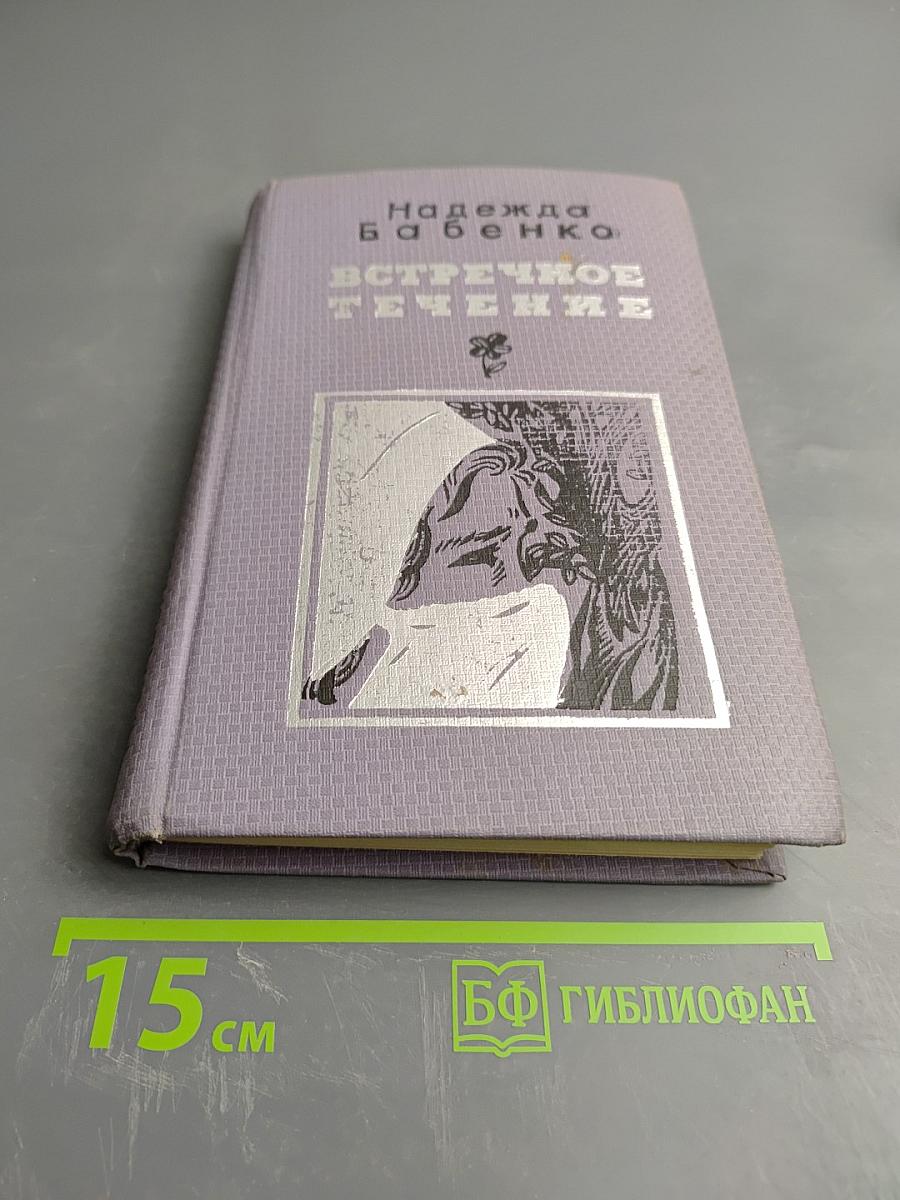 Надежда
Бабенко
ВСТРЕЧНОЕ
ТЕЧЕНИЕ
15 см
БФ ГИБЛИОФАН